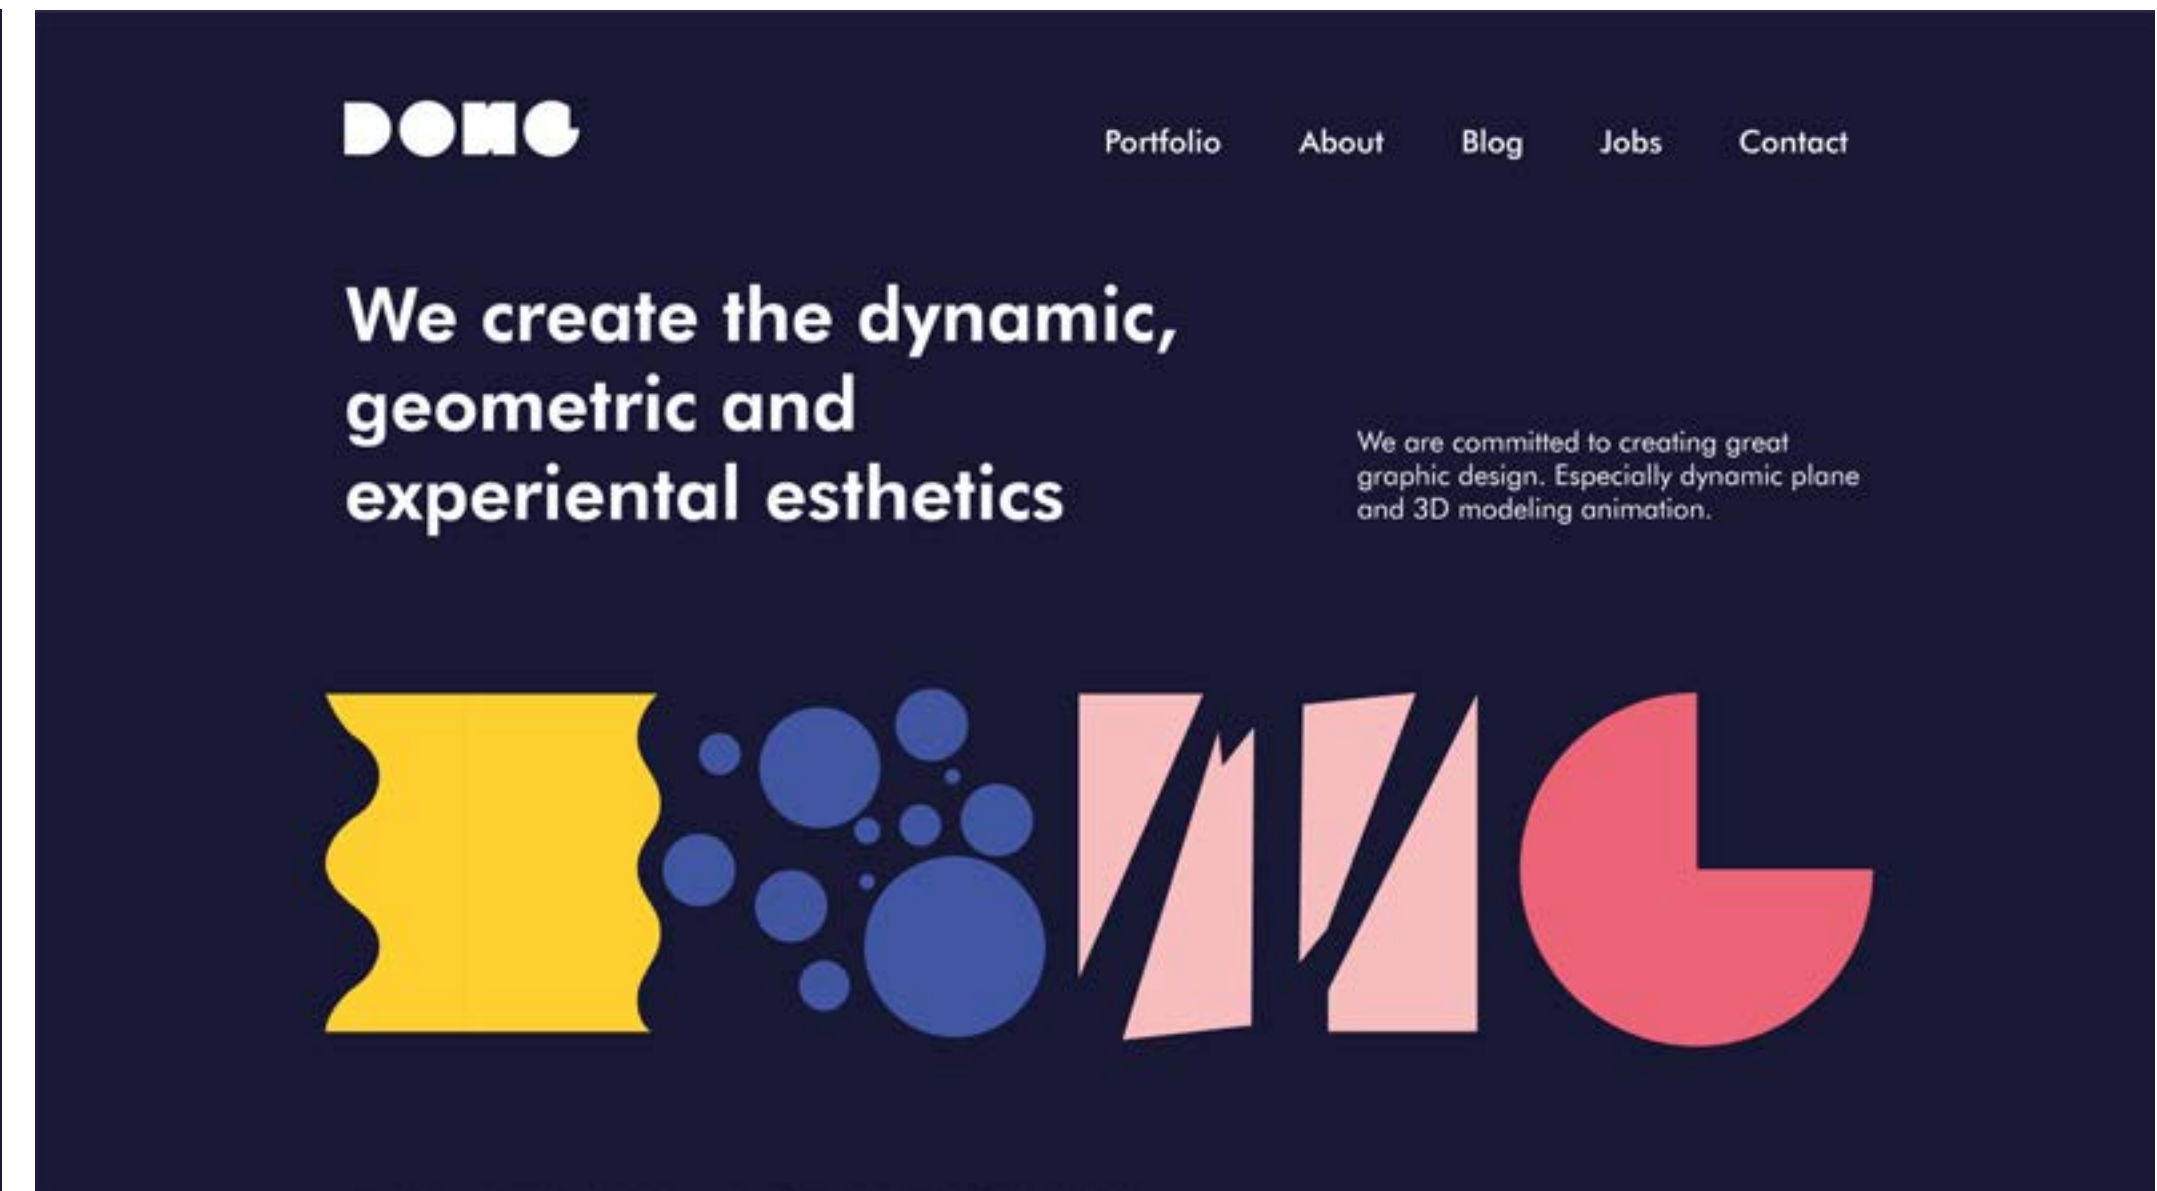 DONG
Portfolio About Blog Jobs Contact
We create the dynamic,
geometric and
experiental esthetics
We are committed to creating great
graphic design. Especially dynamic plane
and 3D modeling animation.